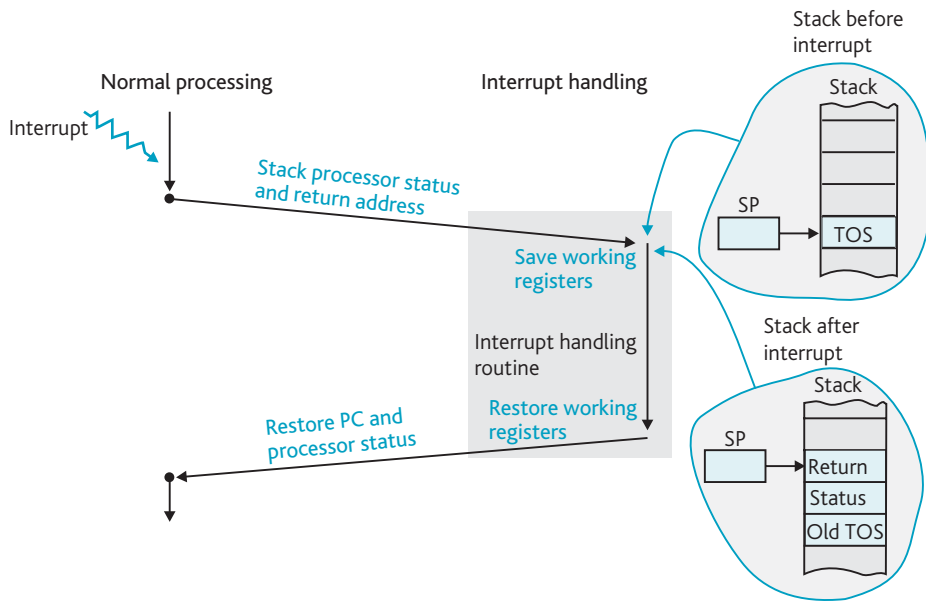 Normal processing
Interrupt handling
Stack before
interrupt
Interrupt
Stack
Stack processor status
and return address
SP
TOS
Save working
registers
Interrupt handling
routine
Restore working
registers
Restore PC and
processor status
Stack after
interrupt
Stack
SP
Return
Status
Old TOS